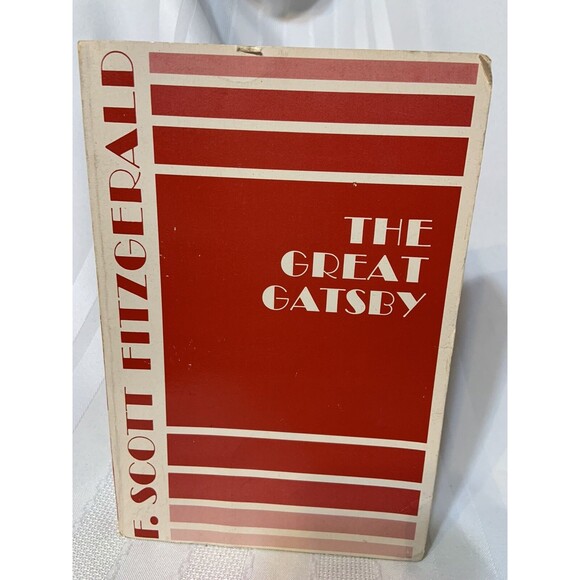 F. SCOTT FITZGERALD
THE
GREAT
GATSBY